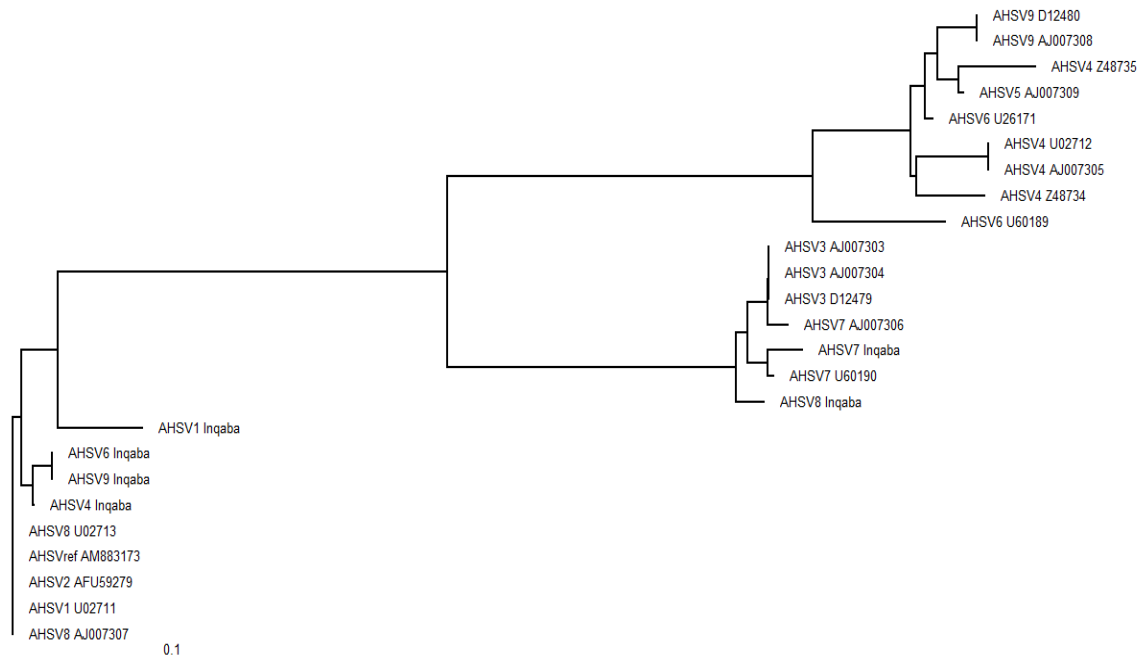 AHSV9 D12480
AHSV9 AJ007308
AHSV4 Z48735
AHSV5 AJ007309
AHSV6 U26171
AHSV4 U02712
AHSV4 AJ007305
AHSV4 Z48734
AHSV6 U60189
AHSV3 AJ007303
AHSV3 AJ007304
AHSV3 D12479
AHSV7 AJ007306
AHSV7 Inqaba
AHSV7 U60190
AHSV8 Inqaba
AHSV1 Inqaba
AHSV6 Inqaba
AHSV9 Inqaba
AHSV4 Inqaba
AHSV8 U02713
AHSVref AM883173
AHSV2 AFU59279
AHSV1 U02711
AHSV8 AJ007307
0.1